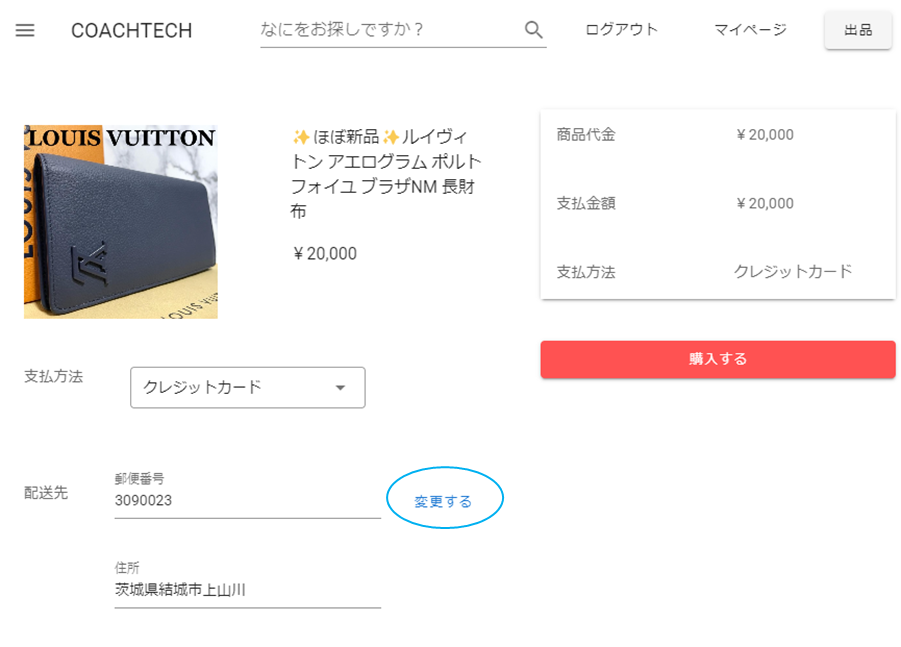 COACHTECH
なにをお探しですか？
ログアウト
マイページ
出品
LOUIS VUITTON
✨ほぼ新品✨ルイヴィ
トン アエログラム ポルト
フォイユ ブラザNM 長財
布
￥20,000
商品代金 ￥20,000
支払金額 ￥20,000
支払方法 クレジットカード
購入する
支払方法
クレジットカード
配送先
郵便番号
3090023
変更する
住所
茨城県結城市上山川